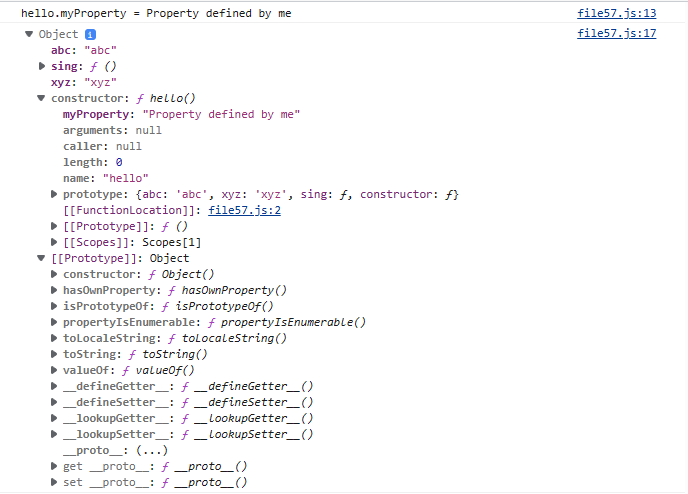 hello.myProperty = Property defined by me file57.js:13
▼ Object i file57.js:17
abc: "abc"
▶ sing: ƒ ()
xyz: "xyz"
▼ constructor: ƒ hello()
myProperty: "Property defined by me"
arguments: null
caller: null
length: 0
name: "hello"
▶ prototype: {abc: 'abc', xyz: 'xyz', sing: ƒ, constructor: ƒ}
[[FunctionLocation]]: file57.js:2
▶ [[Prototype]]: ƒ ()
▶ [[Scopes]]: Scopes[1]
▼ [[Prototype]]: Object
▶ constructor: ƒ Object()
▶ hasOwnProperty: ƒ hasOwnProperty()
▶ isPrototypeOf: ƒ isPrototypeOf()
▶ propertyIsEnumerable: ƒ propertyIsEnumerable()
▶ toLocaleString: ƒ toLocaleString()
▶ toString: ƒ toString()
▶ valueOf: ƒ valueOf()
▶ __defineGetter__: ƒ __defineGetter__()
▶ __defineSetter__: ƒ __defineSetter__()
▶ __lookupGetter__: ƒ __lookupGetter__()
▶ __lookupSetter__: ƒ __lookupSetter__()
__proto__: (...)
▶ get __proto__: ƒ __proto__()
▶ set __proto__: ƒ __proto__()